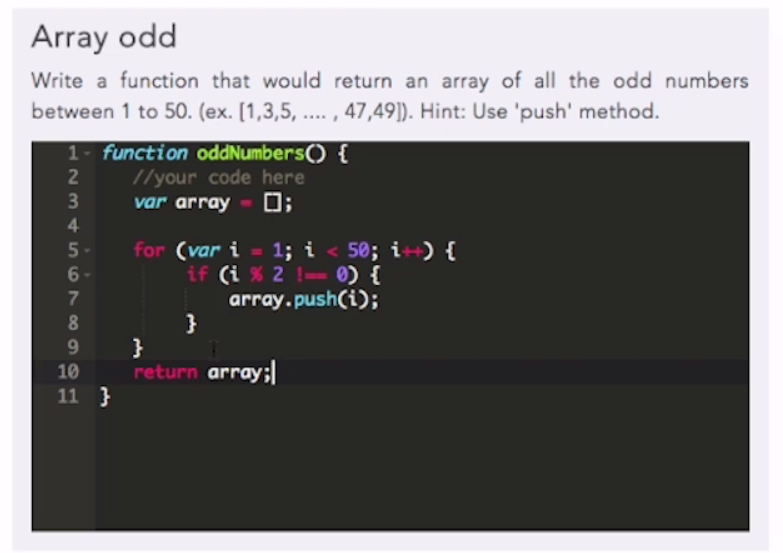 Array odd
Write a function that would return an array of all the odd numbers
between 1 to 50. (ex. [1,3,5, .... , 47,49]). Hint: Use 'push' method.
1 function oddNumbers() {
2 //your code here
3 var array = [];
4
5 for (var i = 1; i < 50; i++) {
6 if (i % 2 !== 0) {
7 array.push(i);
8 }
9 }
10 return array;
11 }